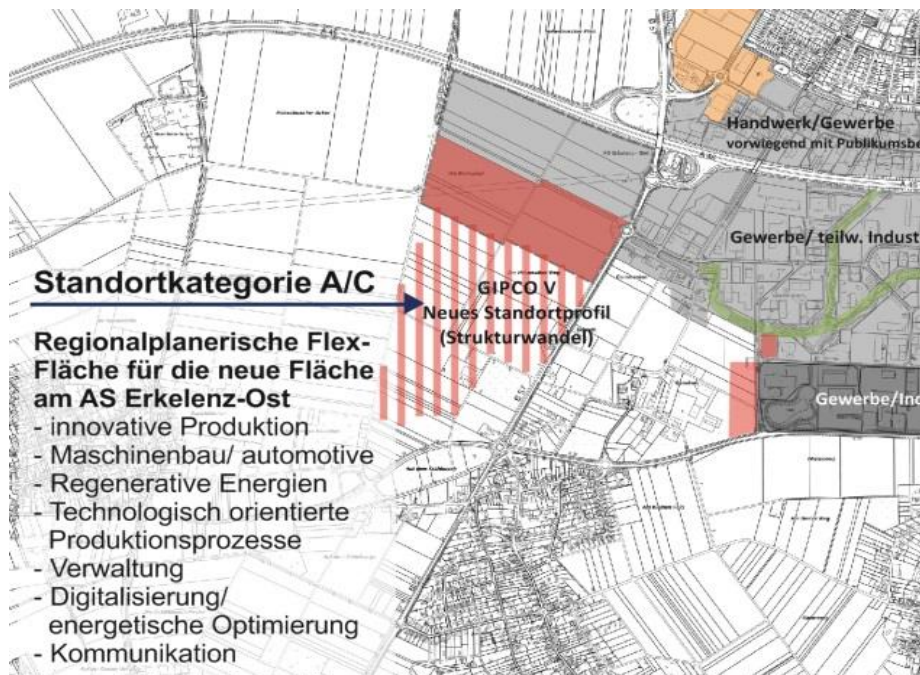 Handwerk/Gewerbe
vorwiegend mit Publikumsbe
Gewerbe/ teilw. Indust
Standortkategorie A/C
GIPCO V
Neues Standortprofil
(Strukturwandel)
Regionalplanerische Flex-
Fläche für die neue Fläche
am AS Erkelenz-Ost
- innovative Produktion
- Maschinenbau/ automotive
- Regenerative Energien
- Technologisch orientierte
Produktionsprozesse
- Verwaltung
- Digitalisierung/
energetische Optimierung
- Kommunikation
Gewerbe/Ind